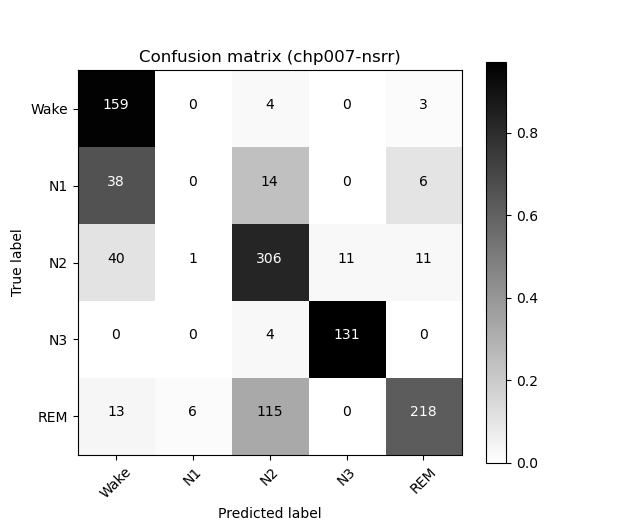 Confusion matrix (chp007-nsrr)
Wake 159 0 4 0 3
N1 38 0 14 0 6
N2 40 1 306 11 11
N3 0 0 4 131 0
REM 13 6 115 0 218
Wake N1 N2 N3 REM
Predicted label
True label
0.8
0.6
0.4
0.2
0.0